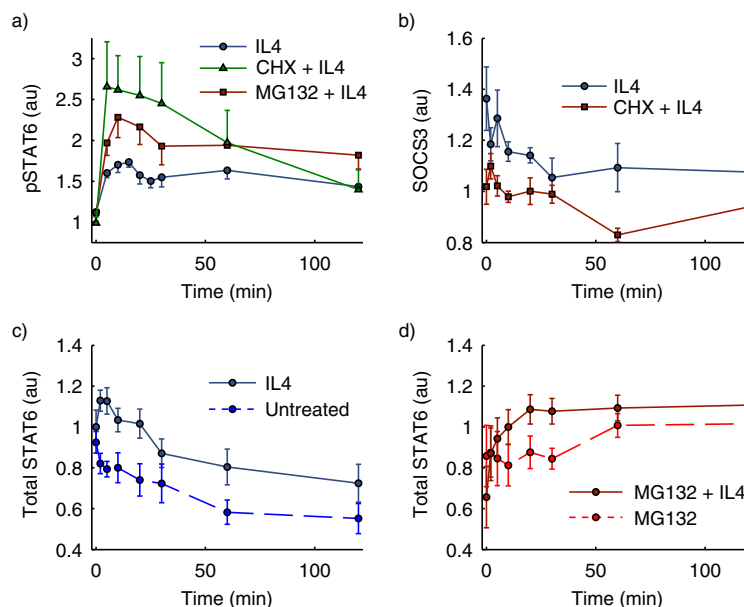 a)
IL4
CHX + IL4
MG132 + IL4
pSTAT6 (au)
3
2.5
2
1.5
1
0
50
100
Time (min)
b)
IL4
CHX + IL4
SOCS3 (au)
1.6
1.4
1.2
1
0.8
0
50
100
Time (min)
c)
IL4
Untreated
Total STAT6 (au)
1.4
1.2
1
0.8
0.6
0.4
0
50
100
Time (min)
d)
MG132 + IL4
MG132
Total STAT6 (au)
1.4
1.2
1
0.8
0.6
0.4
0
50
100
Time (min)